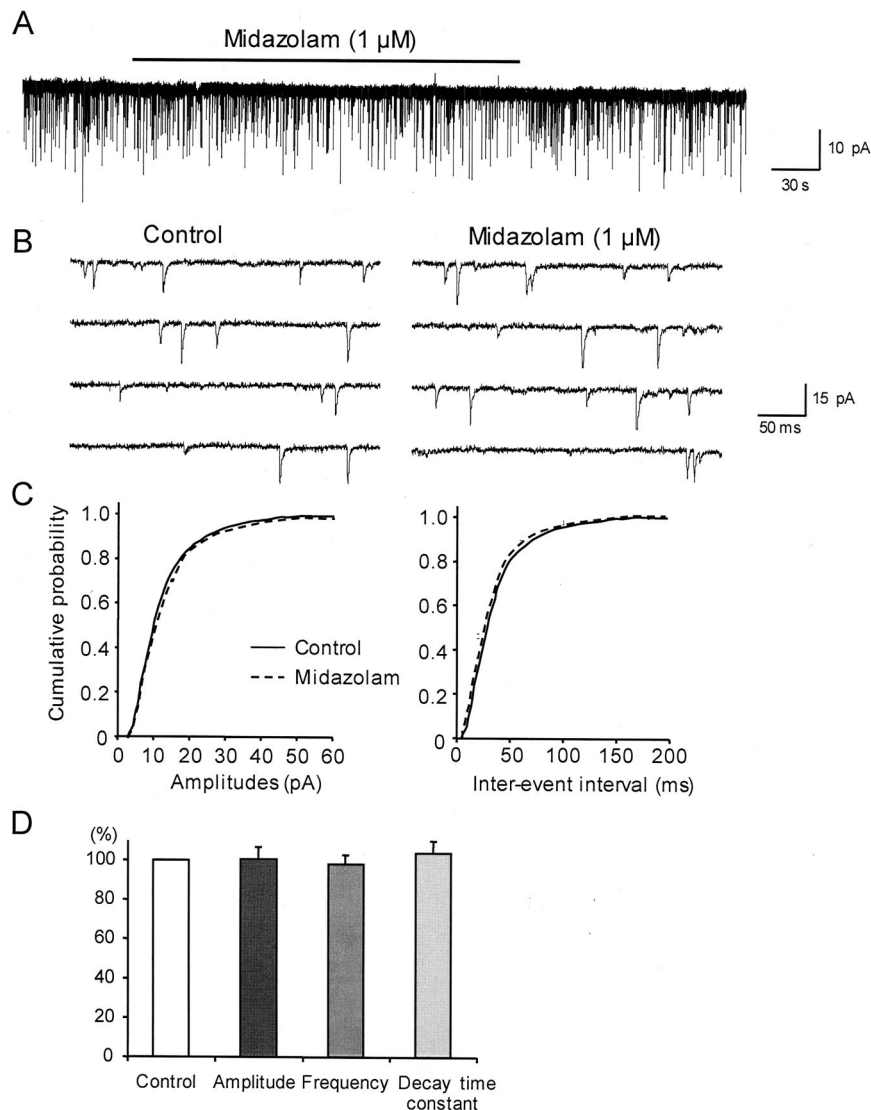 A
Midazolam (1 µM)
10 pA
30 s
B
Control
Midazolam (1 µM)
15 pA
50 ms
C
Cumulative probability
1.0
0.8
0.6
0.4
0.2
0
0 10 20 30 40 50 60
Amplitudes (pA)
Control
Midazolam
1.0
0.8
0.6
0.4
0.2
0
0 50 100 150 200
Inter-event interval (ms)
D
(%)
100
80
60
40
20
0
Control Amplitude Frequency Decay time
constant